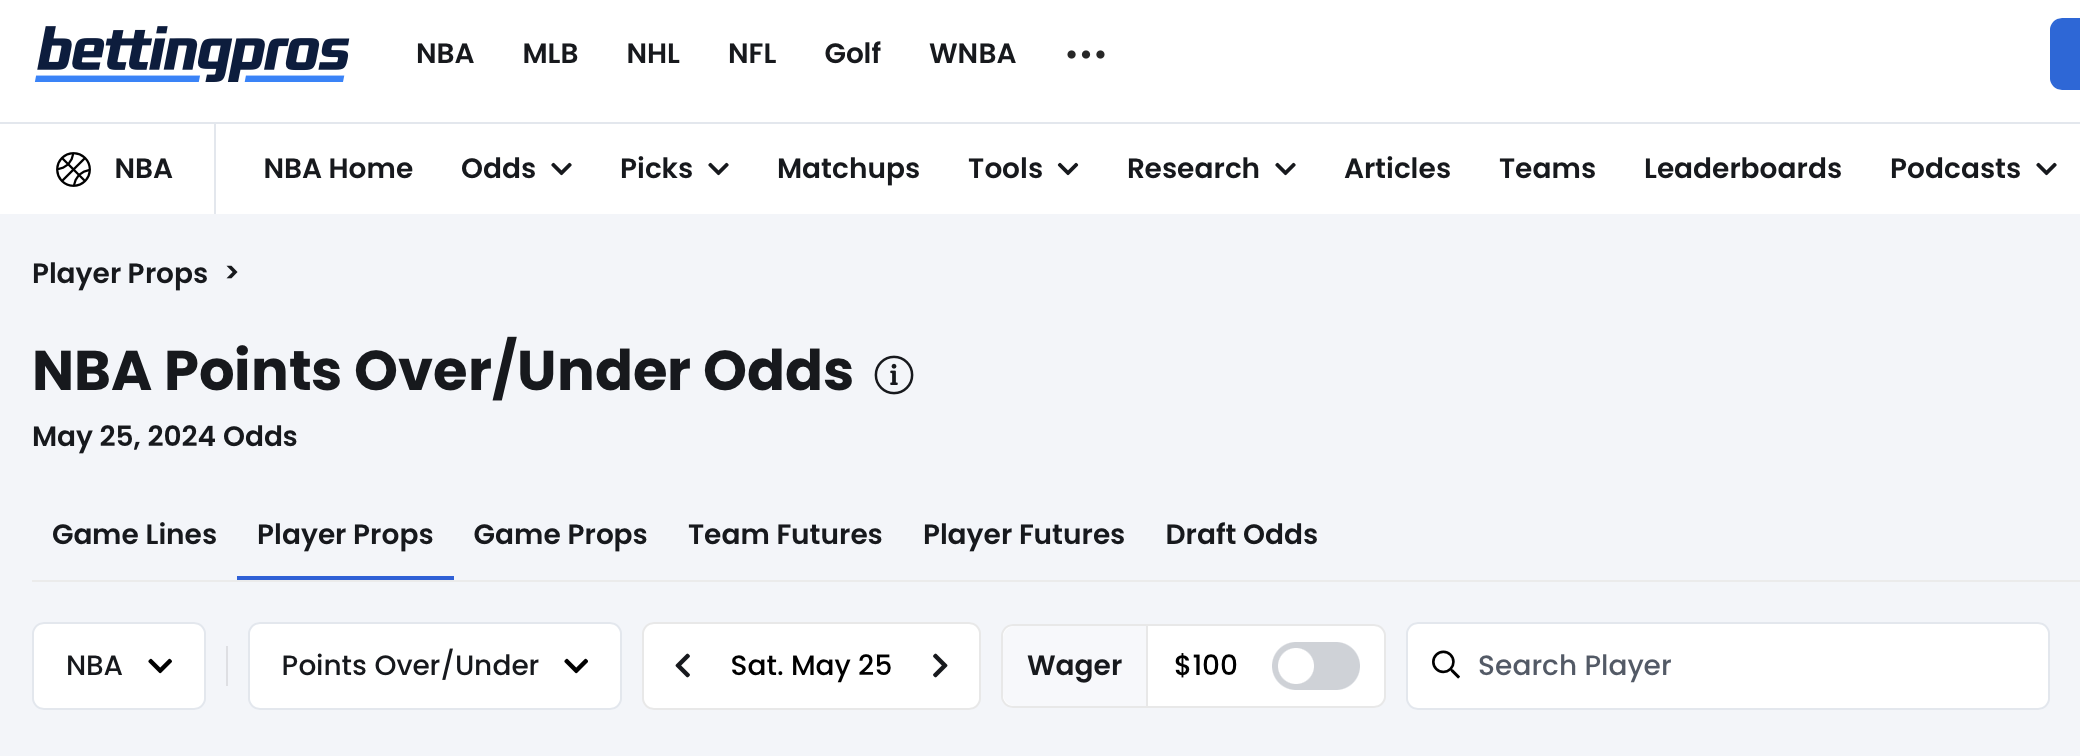 bettingpros NBA MLB NHL NFL Golf WNBA
NBA NBA Home Odds Picks Matchups Tools Research Articles Teams Leaderboards Podcasts
Player Props >
NBA Points Over/Under Odds
May 25, 2024 Odds
Game Lines Player Props Game Props Team Futures Player Futures Draft Odds
NBA Points Over/Under Sat. May 25 Wager $100 Search Player